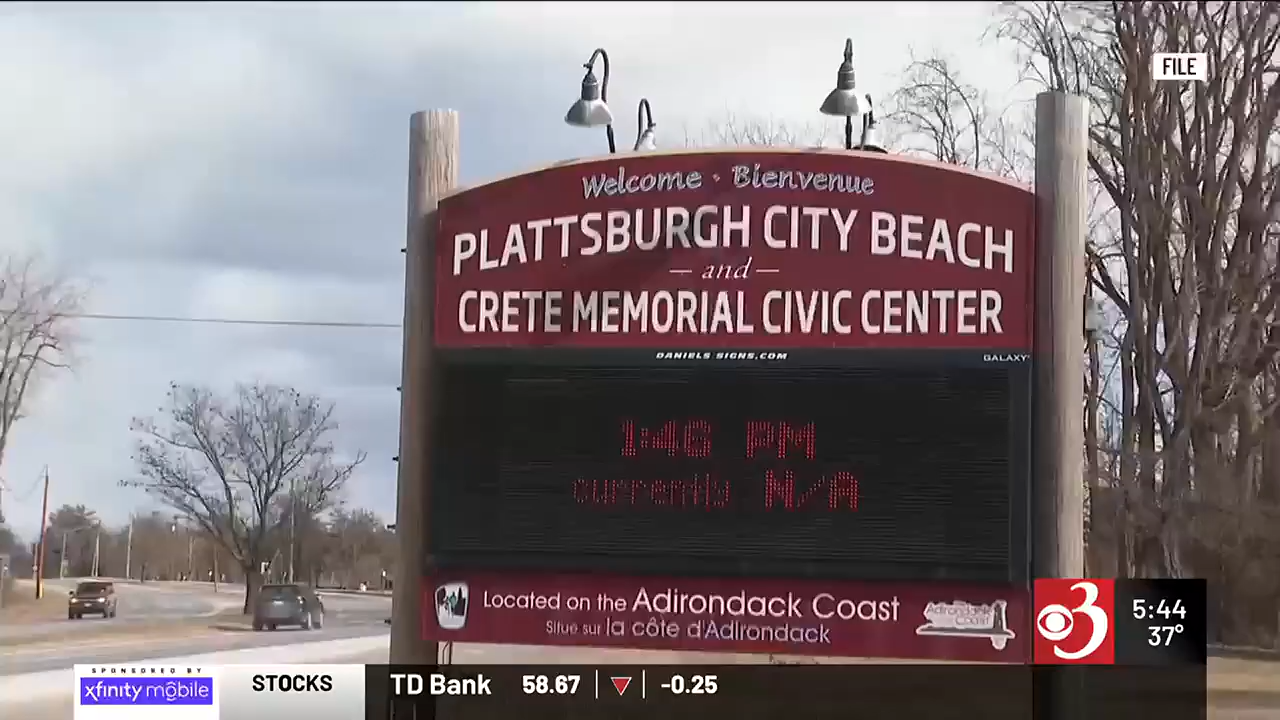 FILE
Welcome · Bienvenue
PLATTSBURGH CITY BEACH
— and —
CRETE MEMORIAL CIVIC CENTER
DANIELS SIGNS.COM
GALAXY
1:46 PM
currently N/A
Located on the Adirondack Coast
Situé sur la côte d'Adirondack
Adirondack Coast
3
5:44
37°
SPONSORED BY
xfinity mobile
STOCKS
TD Bank 58.67 -0.25